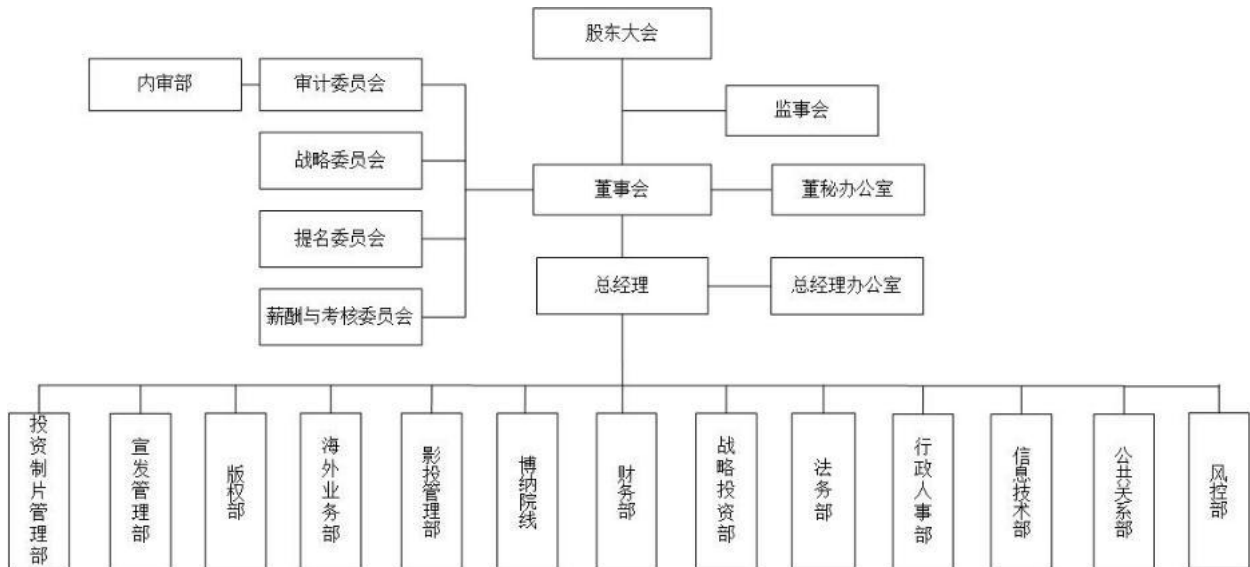 股东大会
内审部
审计委员会
监事会
战略委员会
董事会
董秘办公室
提名委员会
总经理
总经理办公室
薪酬与考核委员会
投资制片管理部
宣发管理部
版权部
海外业务部
影投管理部
博纳院线
财务部
战略投资部
法务部
行政人事部
信息技术部
公共关系部
风控部